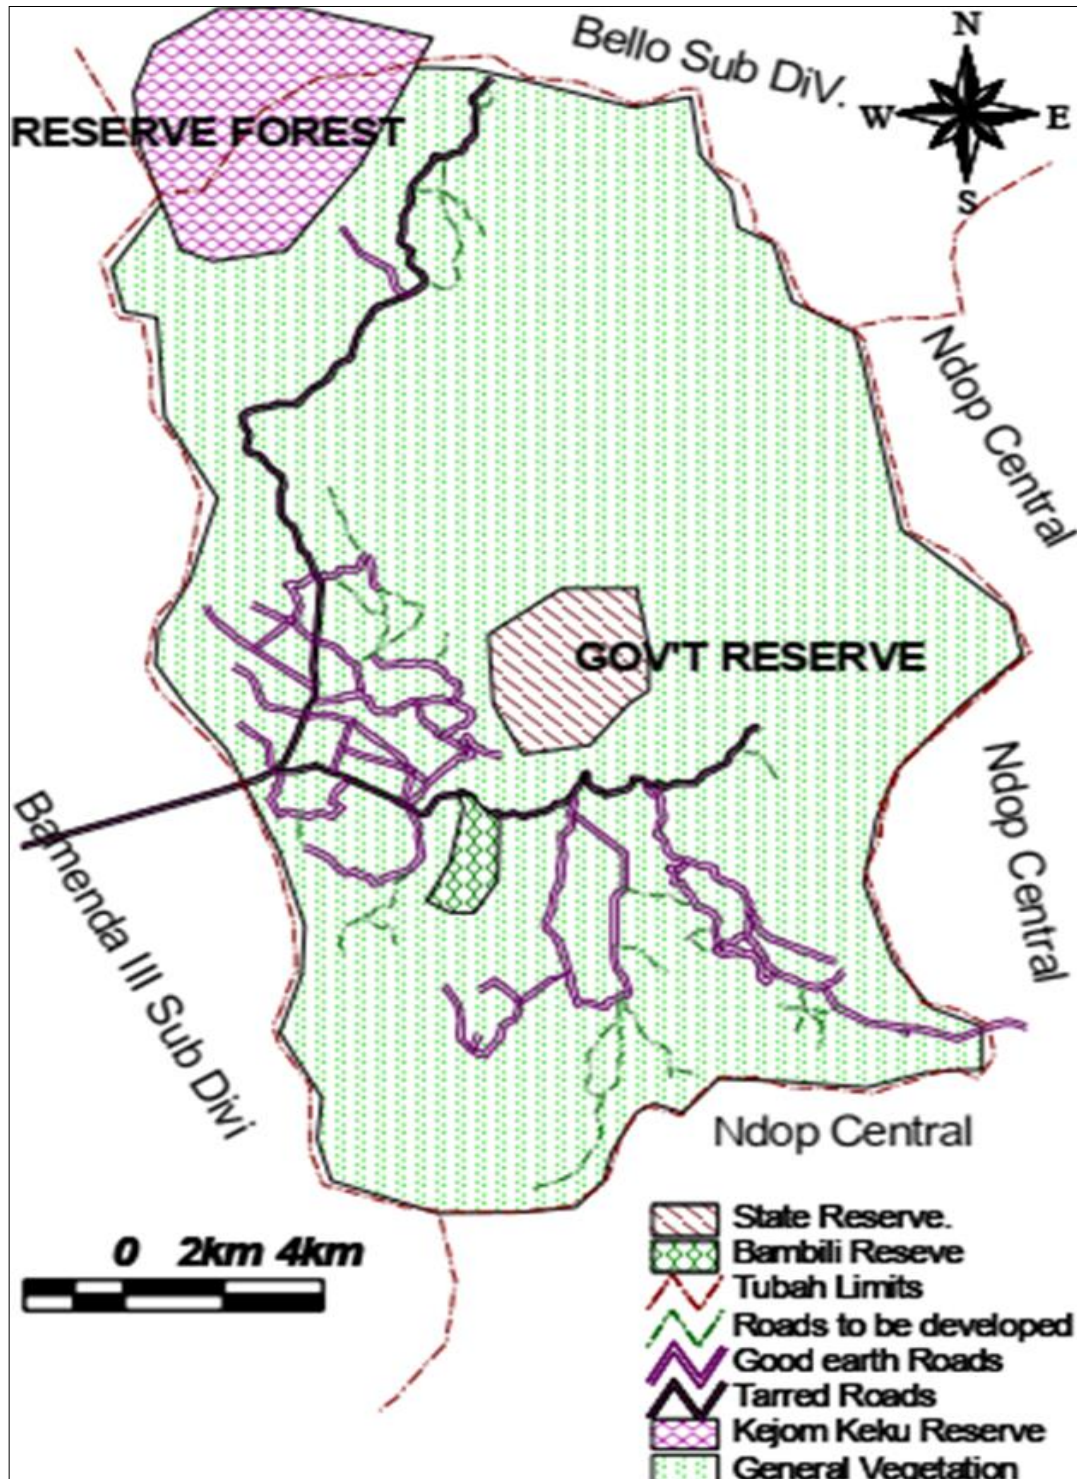 Bello Sub DiV.
N
W E
S
RESERVE FOREST
Ndop Central
GOV'T RESERVE
Ndop Central
Bamenda III Sub Divi
Ndop Central
0 2km 4km
State Reserve.
Bambili Reseve
Tubah Limits
Roads to be developed
Good earth Roads
Tarred Roads
Kejom Keku Reserve
General Vegetation